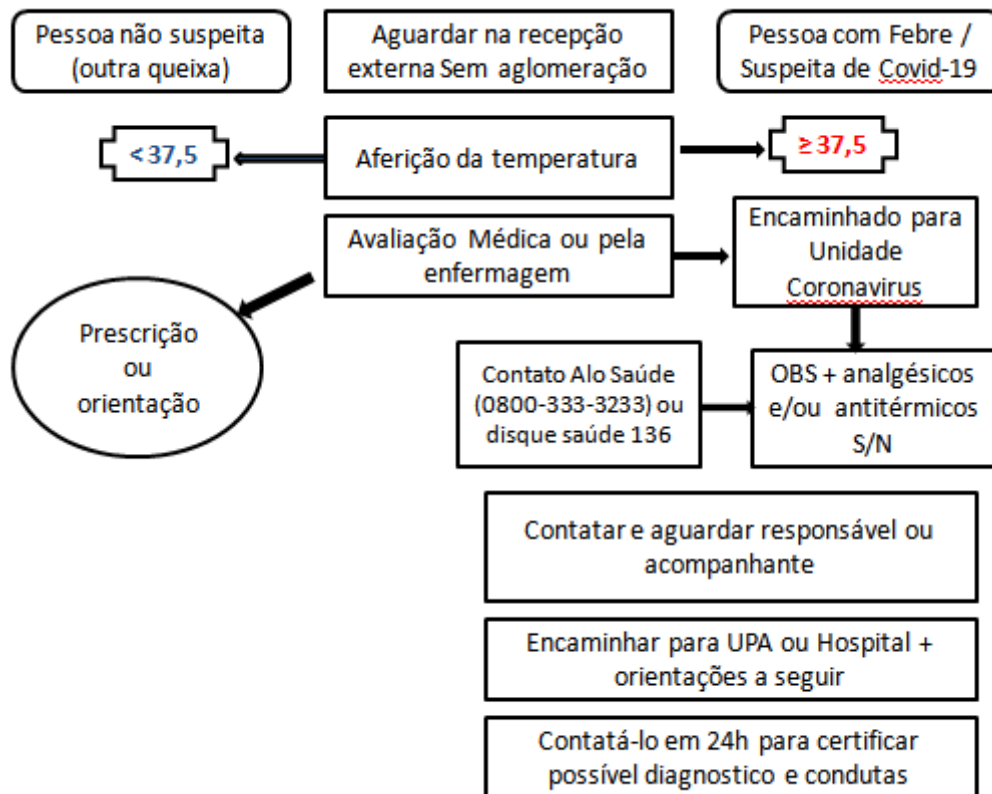 Pessoa não suspeita
(outra queixa)
Aguardar na recepção
externa Sem aglomeração
Pessoa com Febre /
Suspeita de Covid-19
< 37,5
Aferição da temperatura
≥ 37,5
Avaliação Médica ou pela
enfermagem
Encaminhado para
Unidade
Coronavirus
Prescrição
ou
orientação
Contato Alo Saúde
(0800-333-3233) ou
disque saúde 136
OBS + analgésicos
e/ou antitérmicos
S/N
Contatar e aguardar responsável ou
acompanhante
Encaminhar para UPA ou Hospital +
orientações a seguir
Contatá-lo em 24h para certificar
possível diagnostico e condutas